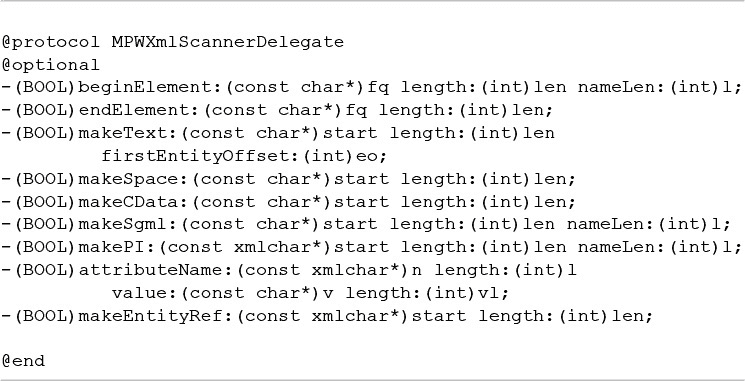 @protocol MPWXmlScannerDelegate
@optional
-(BOOL)beginElement:(const char*)fq length:(int)len nameLen:(int)l;
-(BOOL)endElement:(const char*)fq length:(int)len;
-(BOOL)makeText:(const char*)start length:(int)len
firstEntityOffset:(int)eo;
-(BOOL)makeSpace:(const char*)start length:(int)len;
-(BOOL)makeCData:(const char*)start length:(int)len;
-(BOOL)makeSgml:(const char*)start length:(int)len nameLen:(int)l;
-(BOOL)makePI:(const xmlchar*)start length:(int)len nameLen:(int)l;
-(BOOL)attributeName:(const xmlchar*)n length:(int)l
value:(const char*)v length:(int)vl;
-(BOOL)makeEntityRef:(const xmlchar*)start length:(int)len;
@end